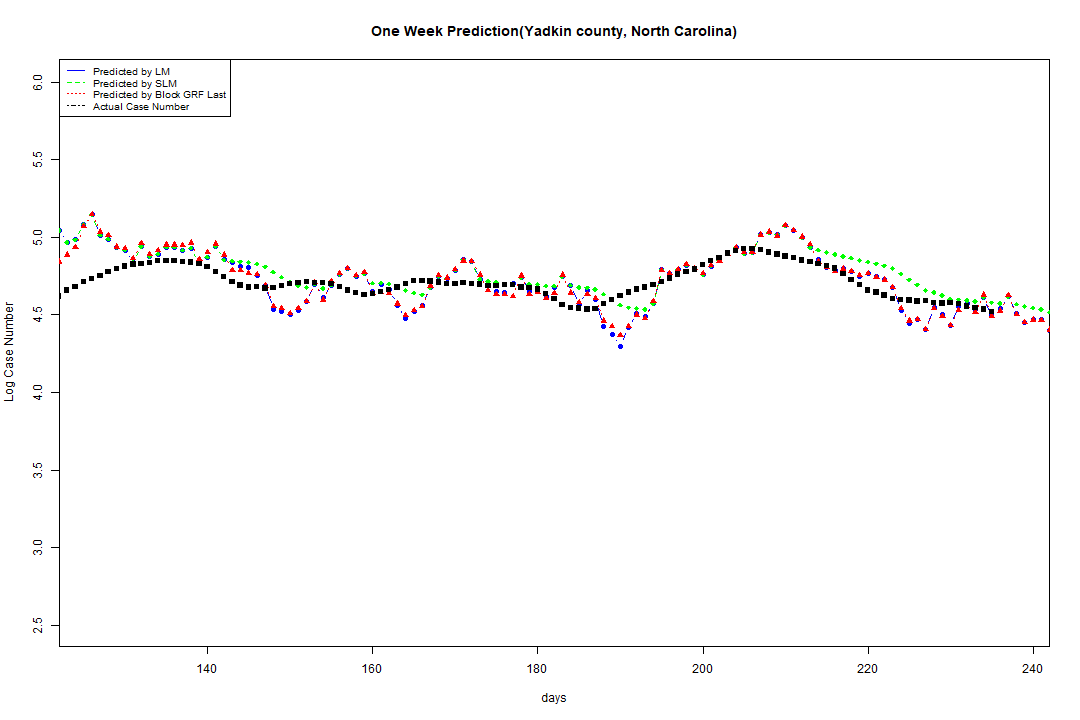 One Week Prediction(Yadkin county, North Carolina)
Predicted by LM
Predicted by SLM
Predicted by Block GRF Last
Actual Case Number
6.0
5.5
5.0
4.5
4.0
3.5
3.0
2.5
Log Case Number
140 160 180 200 220 240
days